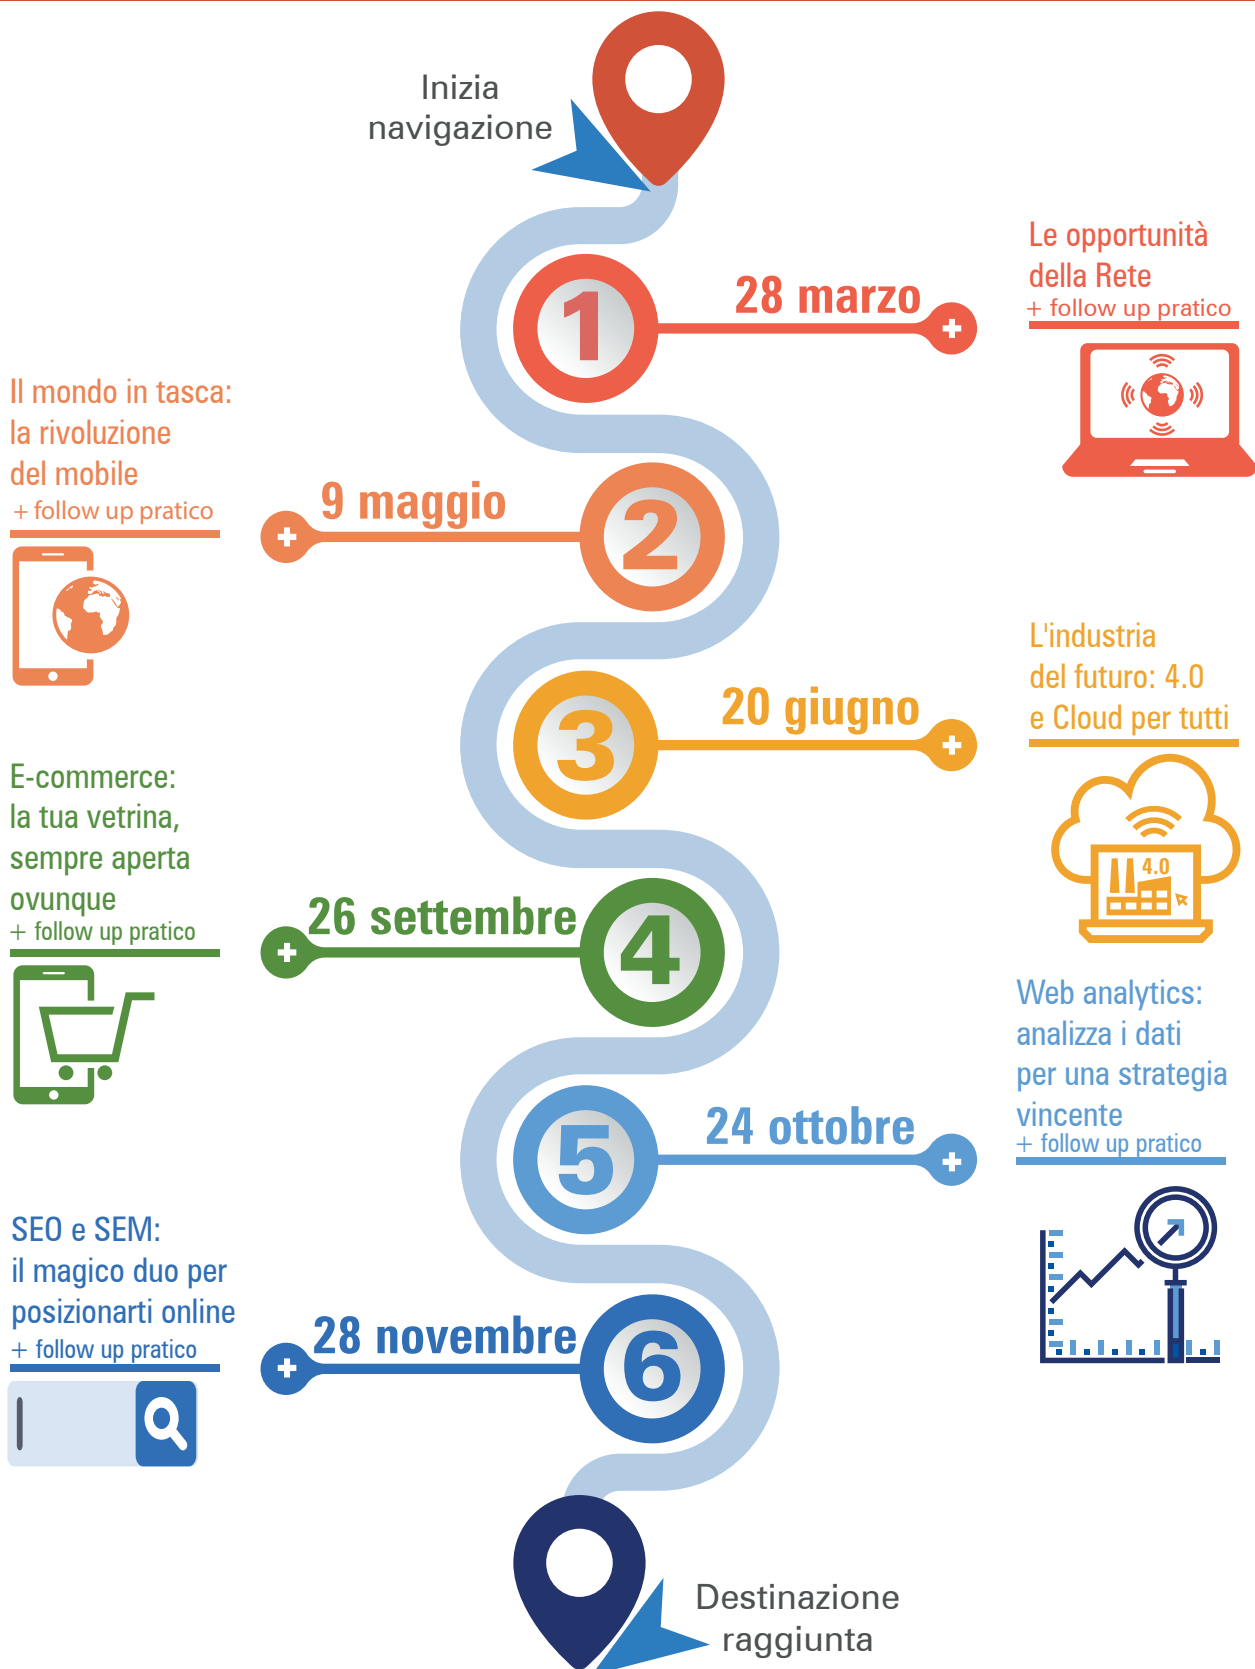 Inizia
navigazione
1
28 marzo
Le opportunità
della Rete
+ follow up pratico
Il mondo in tasca:
la rivoluzione
del mobile
+ follow up pratico
9 maggio
2
3
20 giugno
L'industria
del futuro: 4.0
e Cloud per tutti
4.0
E-commerce:
la tua vetrina,
sempre aperta
ovunque
+ follow up pratico
26 settembre
4
5
24 ottobre
Web analytics:
analizza i dati
per una strategia
vincente
+ follow up pratico
SEO e SEM:
il magico duo per
posizionarti online
+ follow up pratico
28 novembre
6
Destinazione
raggiunta